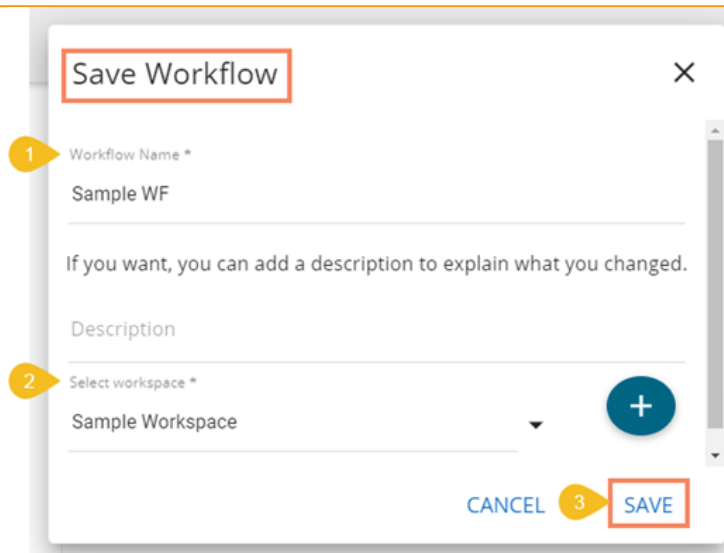 Save Workflow
1
Workflow Name *
Sample WF
If you want, you can add a description to explain what you changed.
Description
2
Select workspace *
Sample Workspace
CANCEL 3 SAVE